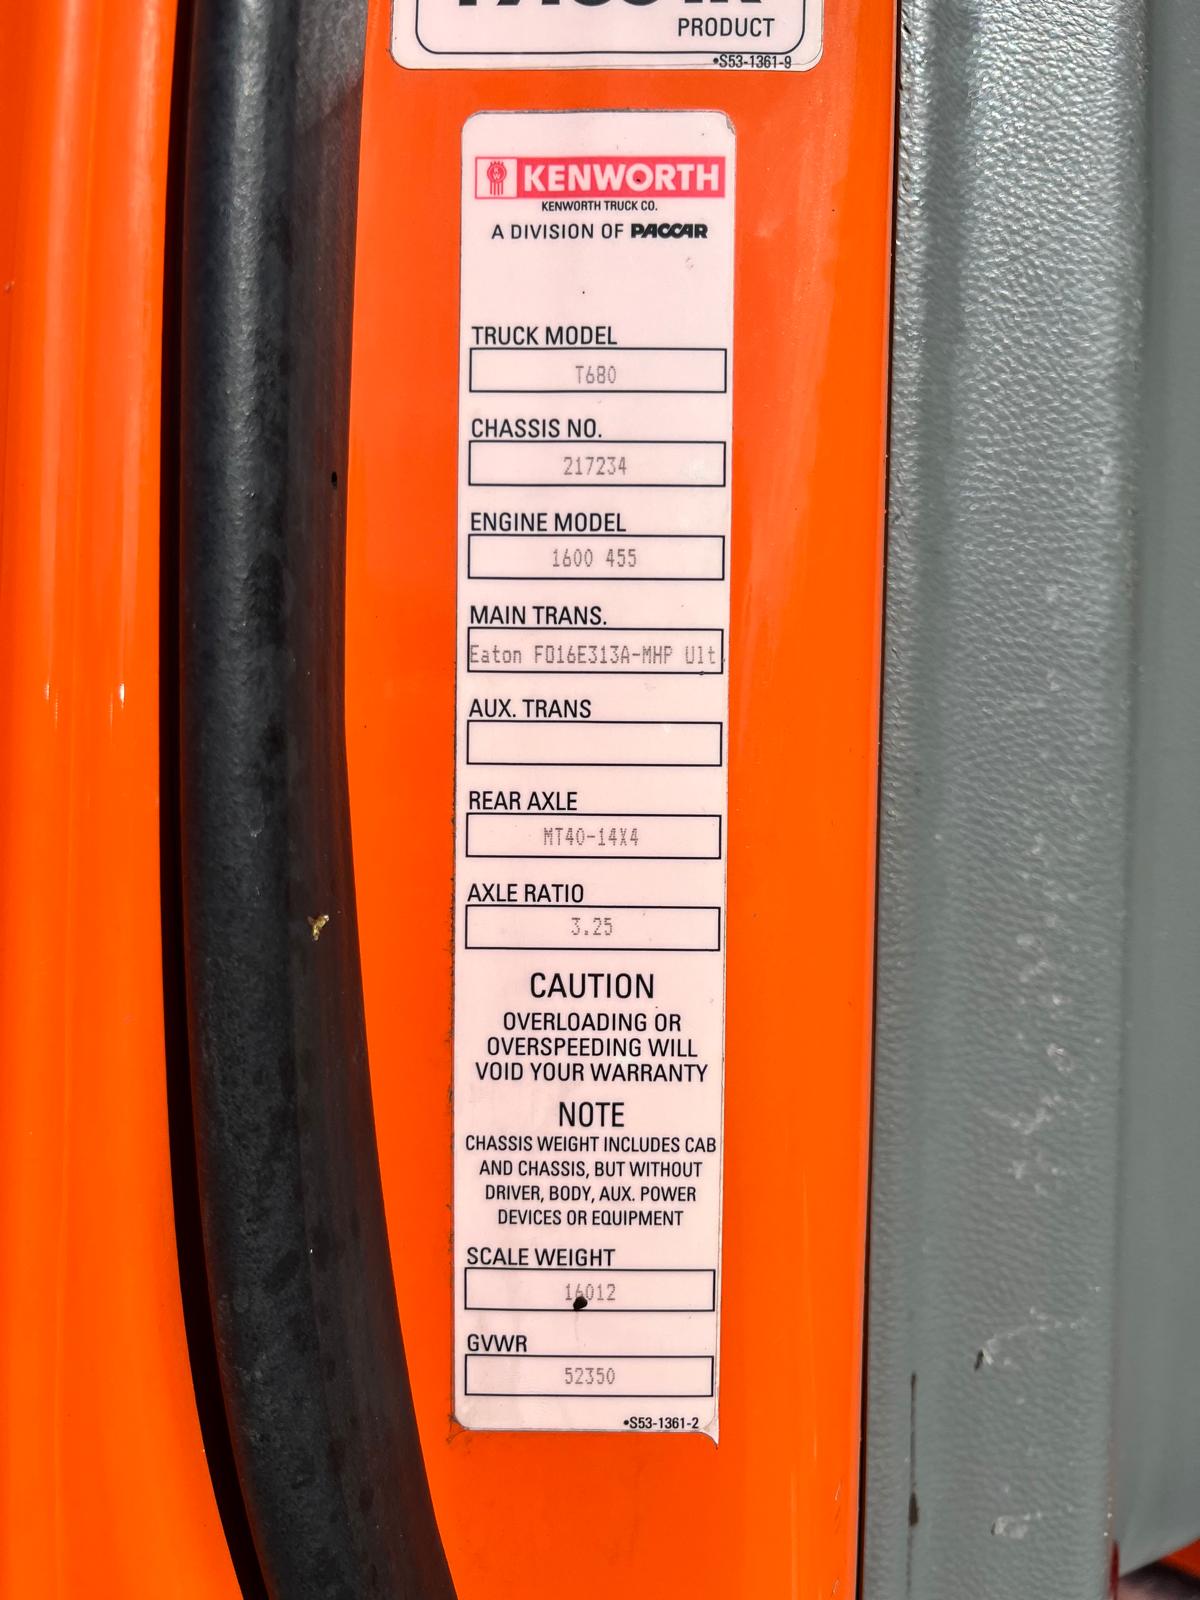 PRODUCT
•S53-1361-9
KENWORTH
KENWORTH TRUCK CO.
A DIVISION OF PACCAR
TRUCK MODEL
T680
CHASSIS NO.
217234
ENGINE MODEL
1600 455
MAIN TRANS.
Eaton FO16E313A-MHP Ult
AUX. TRANS
REAR AXLE
MT40-14X4
AXLE RATIO
3.25
CAUTION
OVERLOADING OR
OVERSPEEDING WILL
VOID YOUR WARRANTY
NOTE
CHASSIS WEIGHT INCLUDES CAB
AND CHASSIS, BUT WITHOUT
DRIVER, BODY, AUX. POWER
DEVICES OR EQUIPMENT
SCALE WEIGHT
16012
GVWR
52350
•S53-1361-2